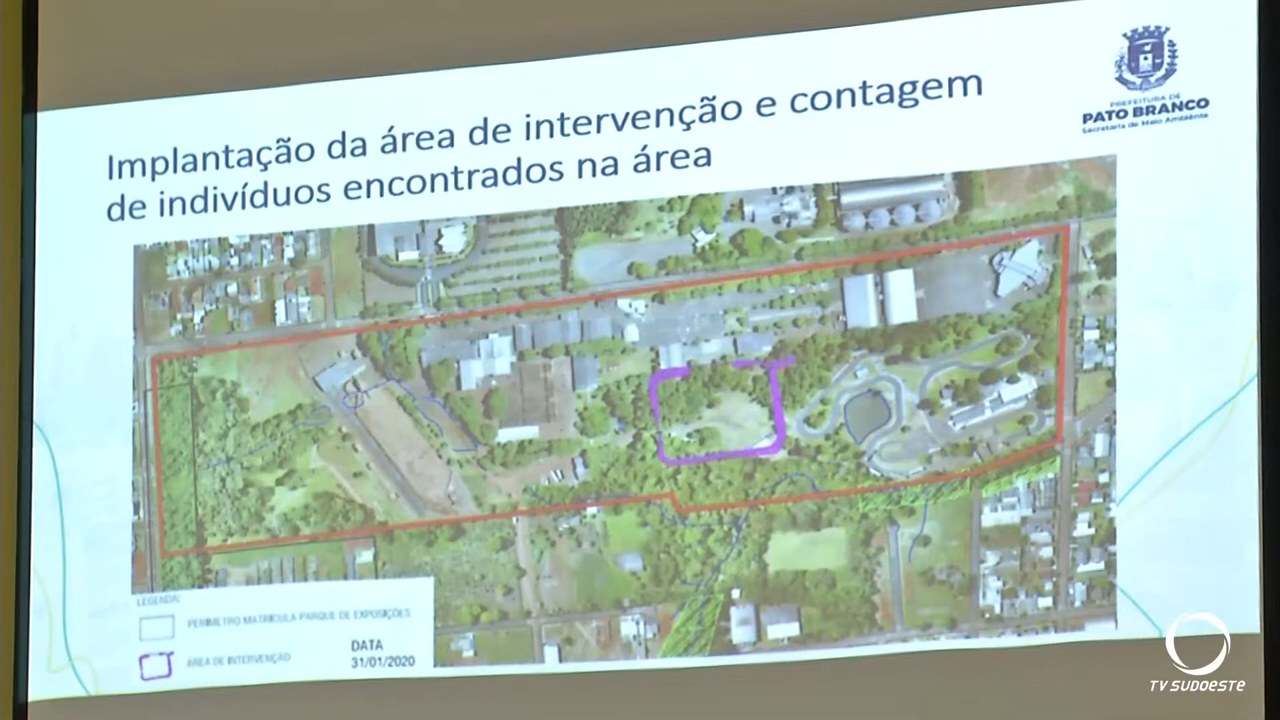 Implantação da área de intervenção e contagem
de indivíduos encontrados na área
PREFEITURA DE
PATO BRANCO
Secretaria de Meio Ambiente
LEGENDA:
PERÍMETRO MATRÍCULA PARQUE DE EXPOSIÇÕES
ÁREA DE INTERVENÇÃO
DATA
31/01/2020
TV SUDOESTE